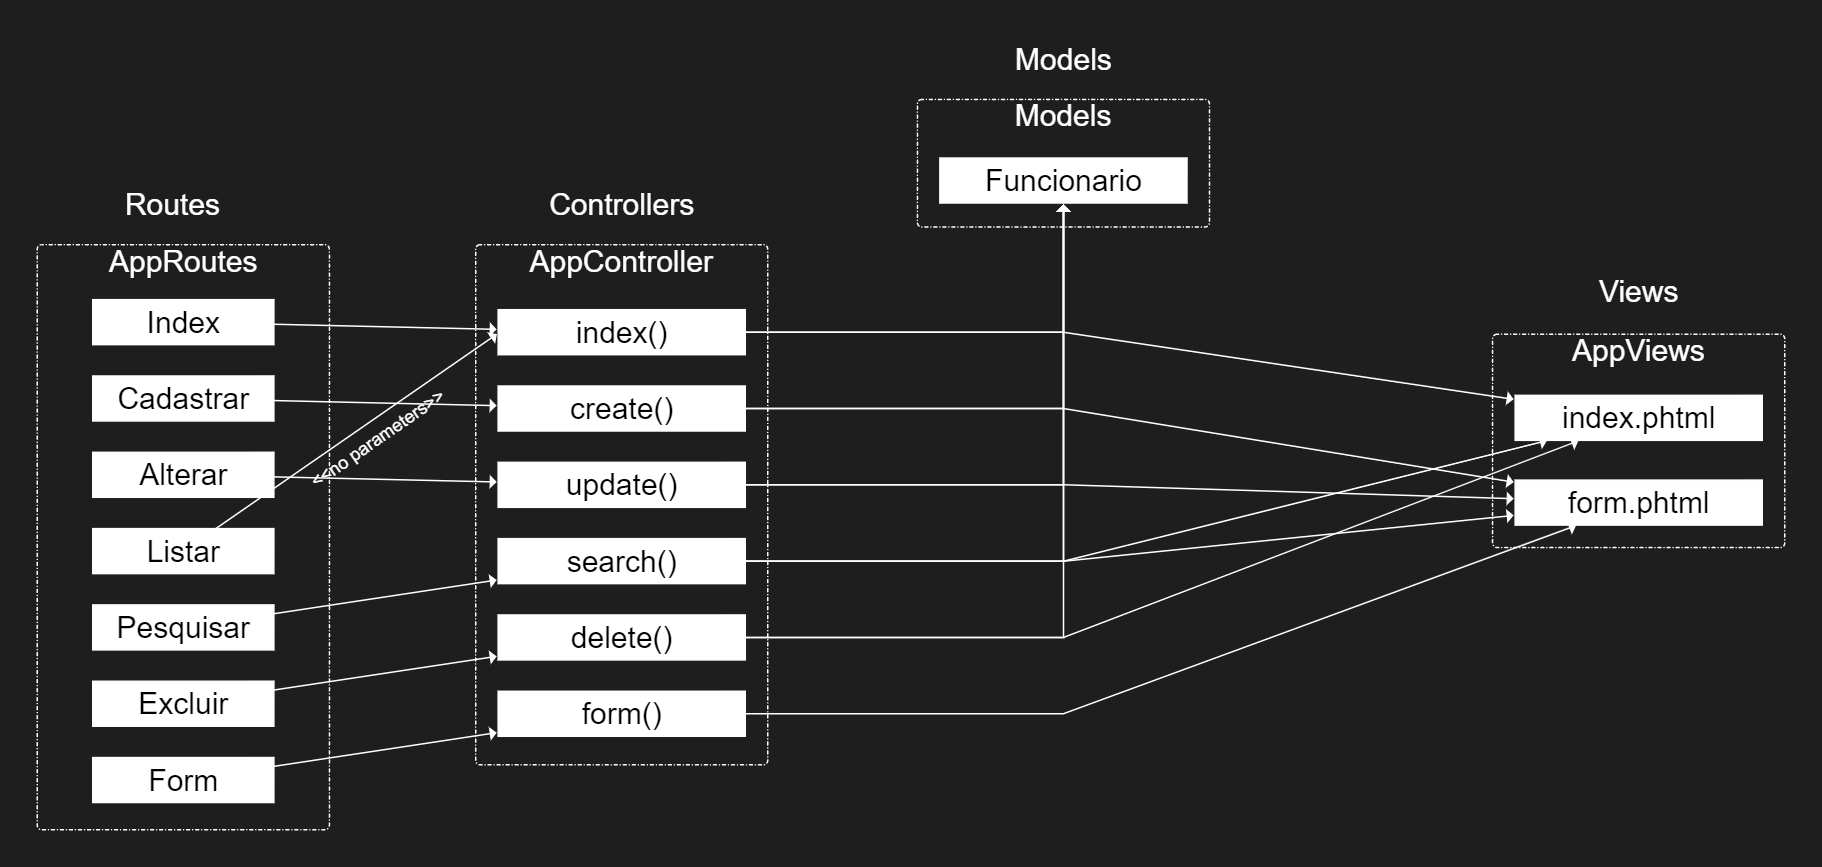 Models
Models
Funcionario
Routes
AppRoutes
Index
Cadastrar
Alterar
Listar
Pesquisar
Excluir
Form
<<no parameters>>
Controllers
AppController
index()
create()
update()
search()
delete()
form()
Views
AppViews
index.phtml
form.phtml